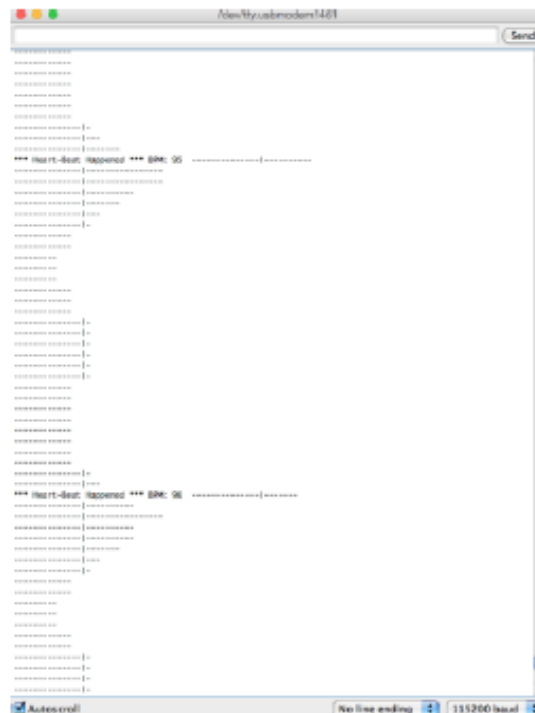 /dev/tty.usbmodem1461
Send
*** Heart-Beat Happened *** BPM: 95
*** Heart-Beat Happened *** BPM: 96
Autoscroll
No line ending
115200 baud